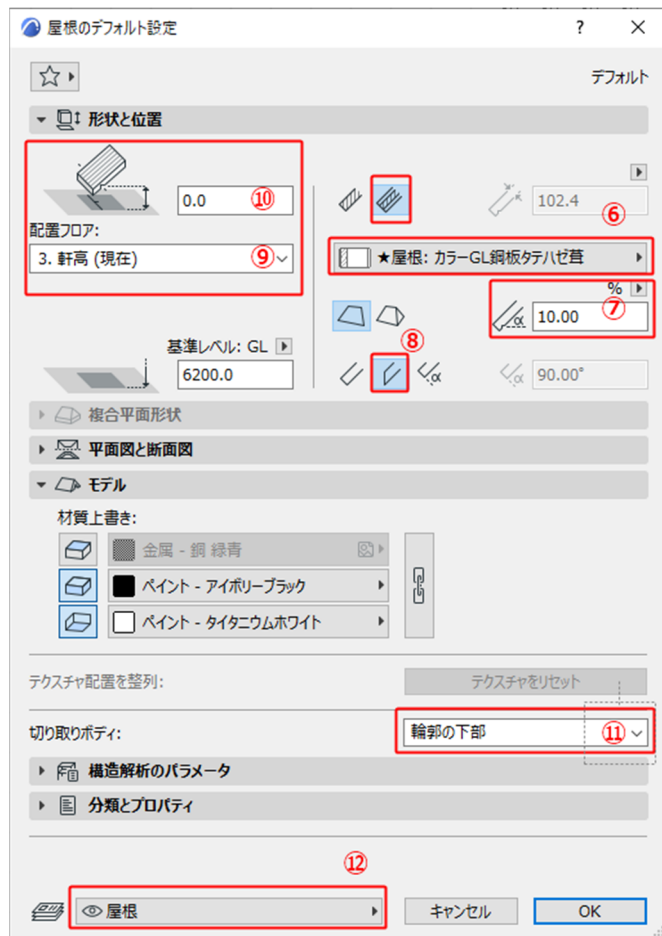 屋根のデフォルト設定 ? ×
デフォルト
形状と位置
0.0 ⑩
102.4
⑥
配置フロア:
3. 軒高 (現在) ⑨
★屋根: カラーGL鋼板タテハゼ葺
%
α 10.00 ⑦
⑧
基準レベル: GL
6200.0
α α 90.00°
複合平面形状
平面図と断面図
モデル
材質上書き:
金属 - 銅 緑青
ペイント - アイボリーブラック
ペイント - タイタニウムホワイト
テクスチャ配置を整列: テクスチャをリセット
切り取りボディ: 輪郭の下部 ⑪
構造解析のパラメータ
分類とプロパティ
⑫
屋根 キャンセル OK